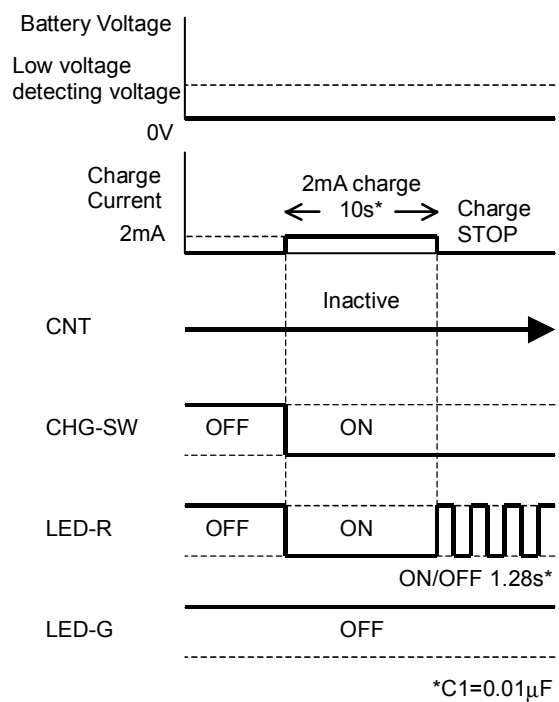 Battery Voltage
Low voltage
detecting voltage
0V
Charge
Current
2mA
2mA charge
10s*
Charge
STOP
Inactive
CNT
CHG-SW
OFF
ON
LED-R
OFF
ON
ON/OFF 1.28s*
LED-G
OFF
*C1=0.01μF